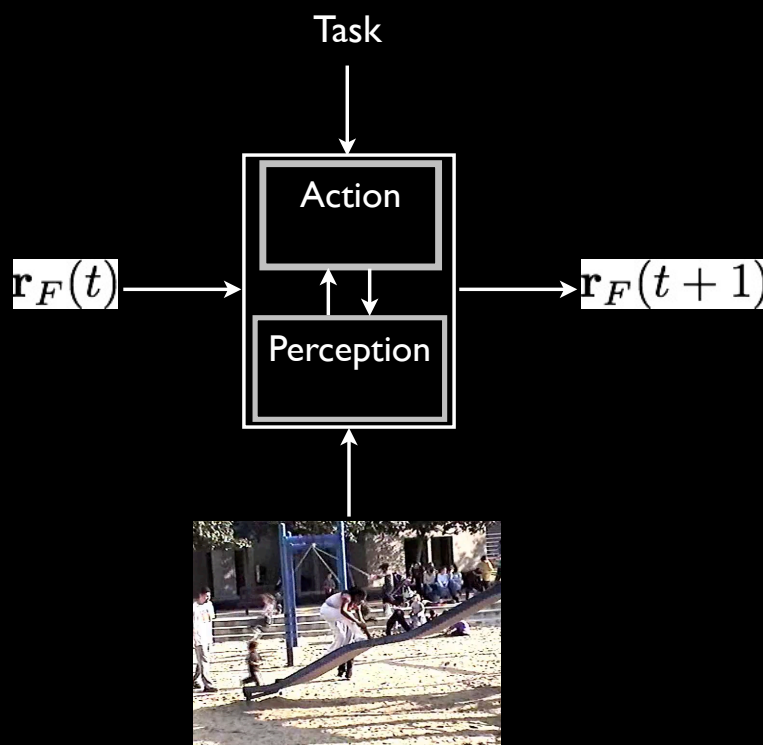 Task
Action
r_F(t)
r_F(t + 1)
Perception